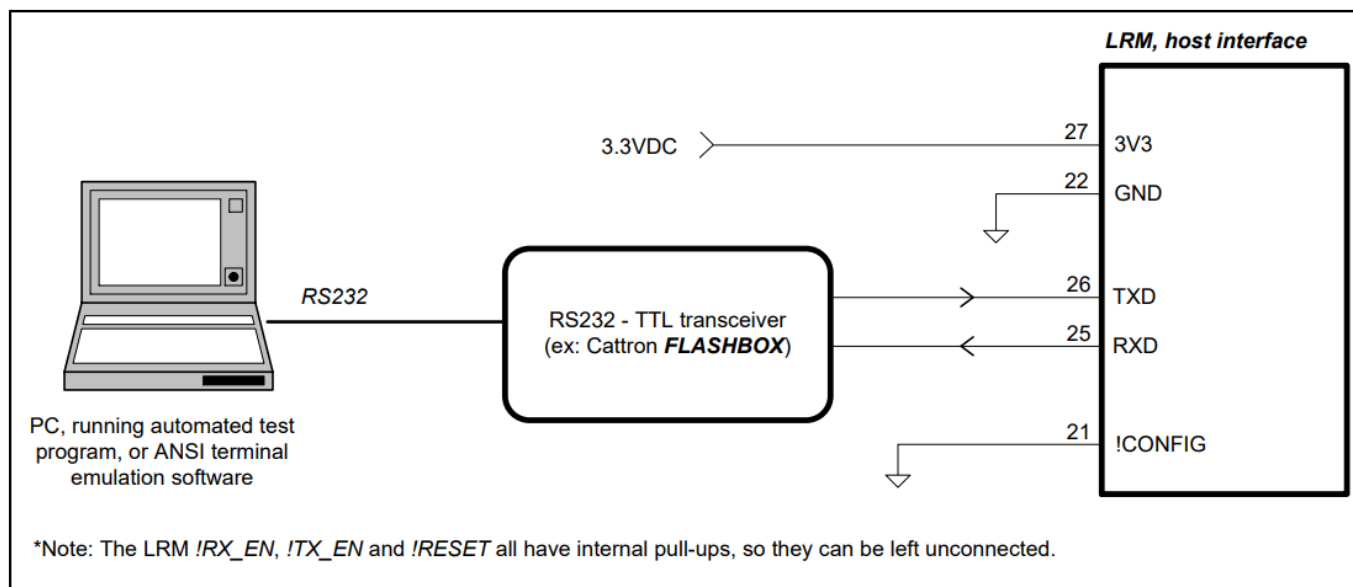 LRM, host interface
3.3VDC
27
3V3
22
GND
RS232
RS232 - TTL transceiver
(ex: Cattron FLASHBOX)
26
TXD
25
RXD
21
!CONFIG
PC, running automated test
program, or ANSI terminal
emulation software
*Note: The LRM !RX_EN, !TX_EN and !RESET all have internal pull-ups, so they can be left unconnected.